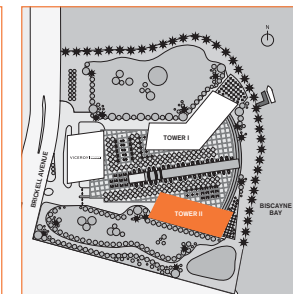 N
TOWER I
VICEROY
BRICKELL AVENUE
TOWER II
BISCAYNE
BAY